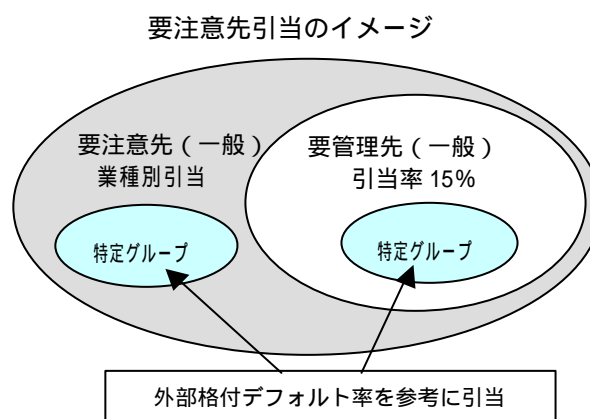 要注意先引当のイメージ
要注意先（一般）
業種別引当
要管理先（一般）
引当率 15%
特定グループ
特定グループ
外部格付デフォルト率を参考に引当